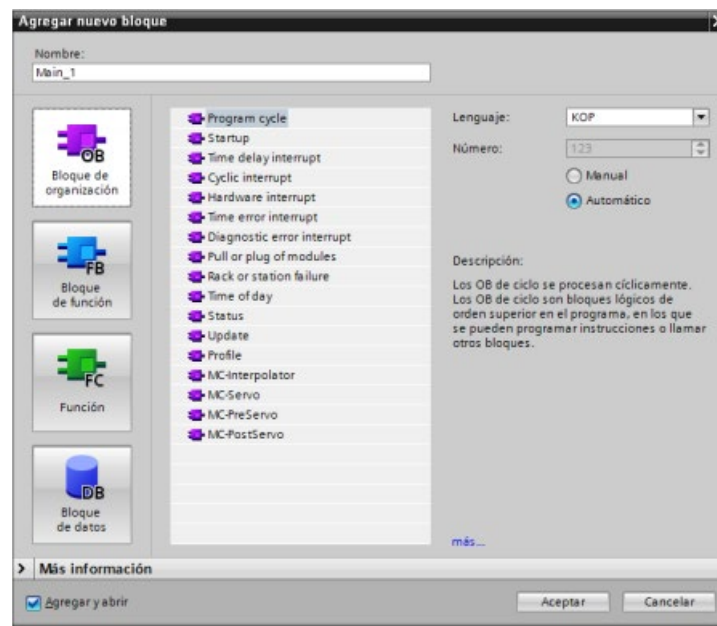 Agregar nuevo bloque
Nombre:
Main_1
OB
Bloque de
organización
FB
Bloque
de función
FC
Función
DB
Bloque
de datos
Program cycle
Startup
Time delay interrupt
Cyclic interrupt
Hardware interrupt
Time error interrupt
Diagnostic error interrupt
Pull or plug of modules
Rack or station failure
Time of day
Status
Update
Profile
MC-Interpolator
MC-Servo
MC-PreServo
MC-PostServo
Lenguaje: KOP
Número: 123
Manual
Automático
Descripción:
Los OB de ciclo se procesan cíclicamente.
Los OB de ciclo son bloques lógicos de
orden superior en el programa, en los que
se pueden programar instrucciones o llamar
otros bloques.
más...
> Más información
Agregar y abrir
Aceptar Cancelar